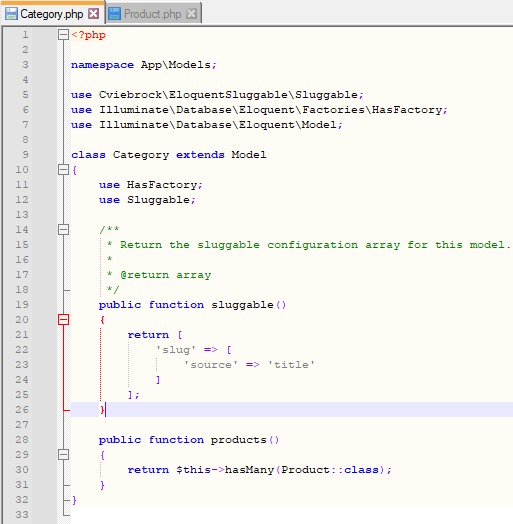 Category.php Product.php
1 <?php
2
3 namespace App\Models;
4
5 use Cviebrock\EloquentSluggable\Sluggable;
6 use Illuminate\Database\Eloquent\Factories\HasFactory;
7 use Illuminate\Database\Eloquent\Model;
8
9 class Category extends Model
10 {
11     use HasFactory;
12     use Sluggable;
13
14     /**
15      * Return the sluggable configuration array for this model.
16      *
17      * @return array
18      */
19     public function sluggable()
20     {
21         return [
22             'slug' => [
23                 'source' => 'title'
24             ]
25         ];
26     }
27
28     public function products()
29     {
30         return $this->hasMany(Product::class);
31     }
32 }
33